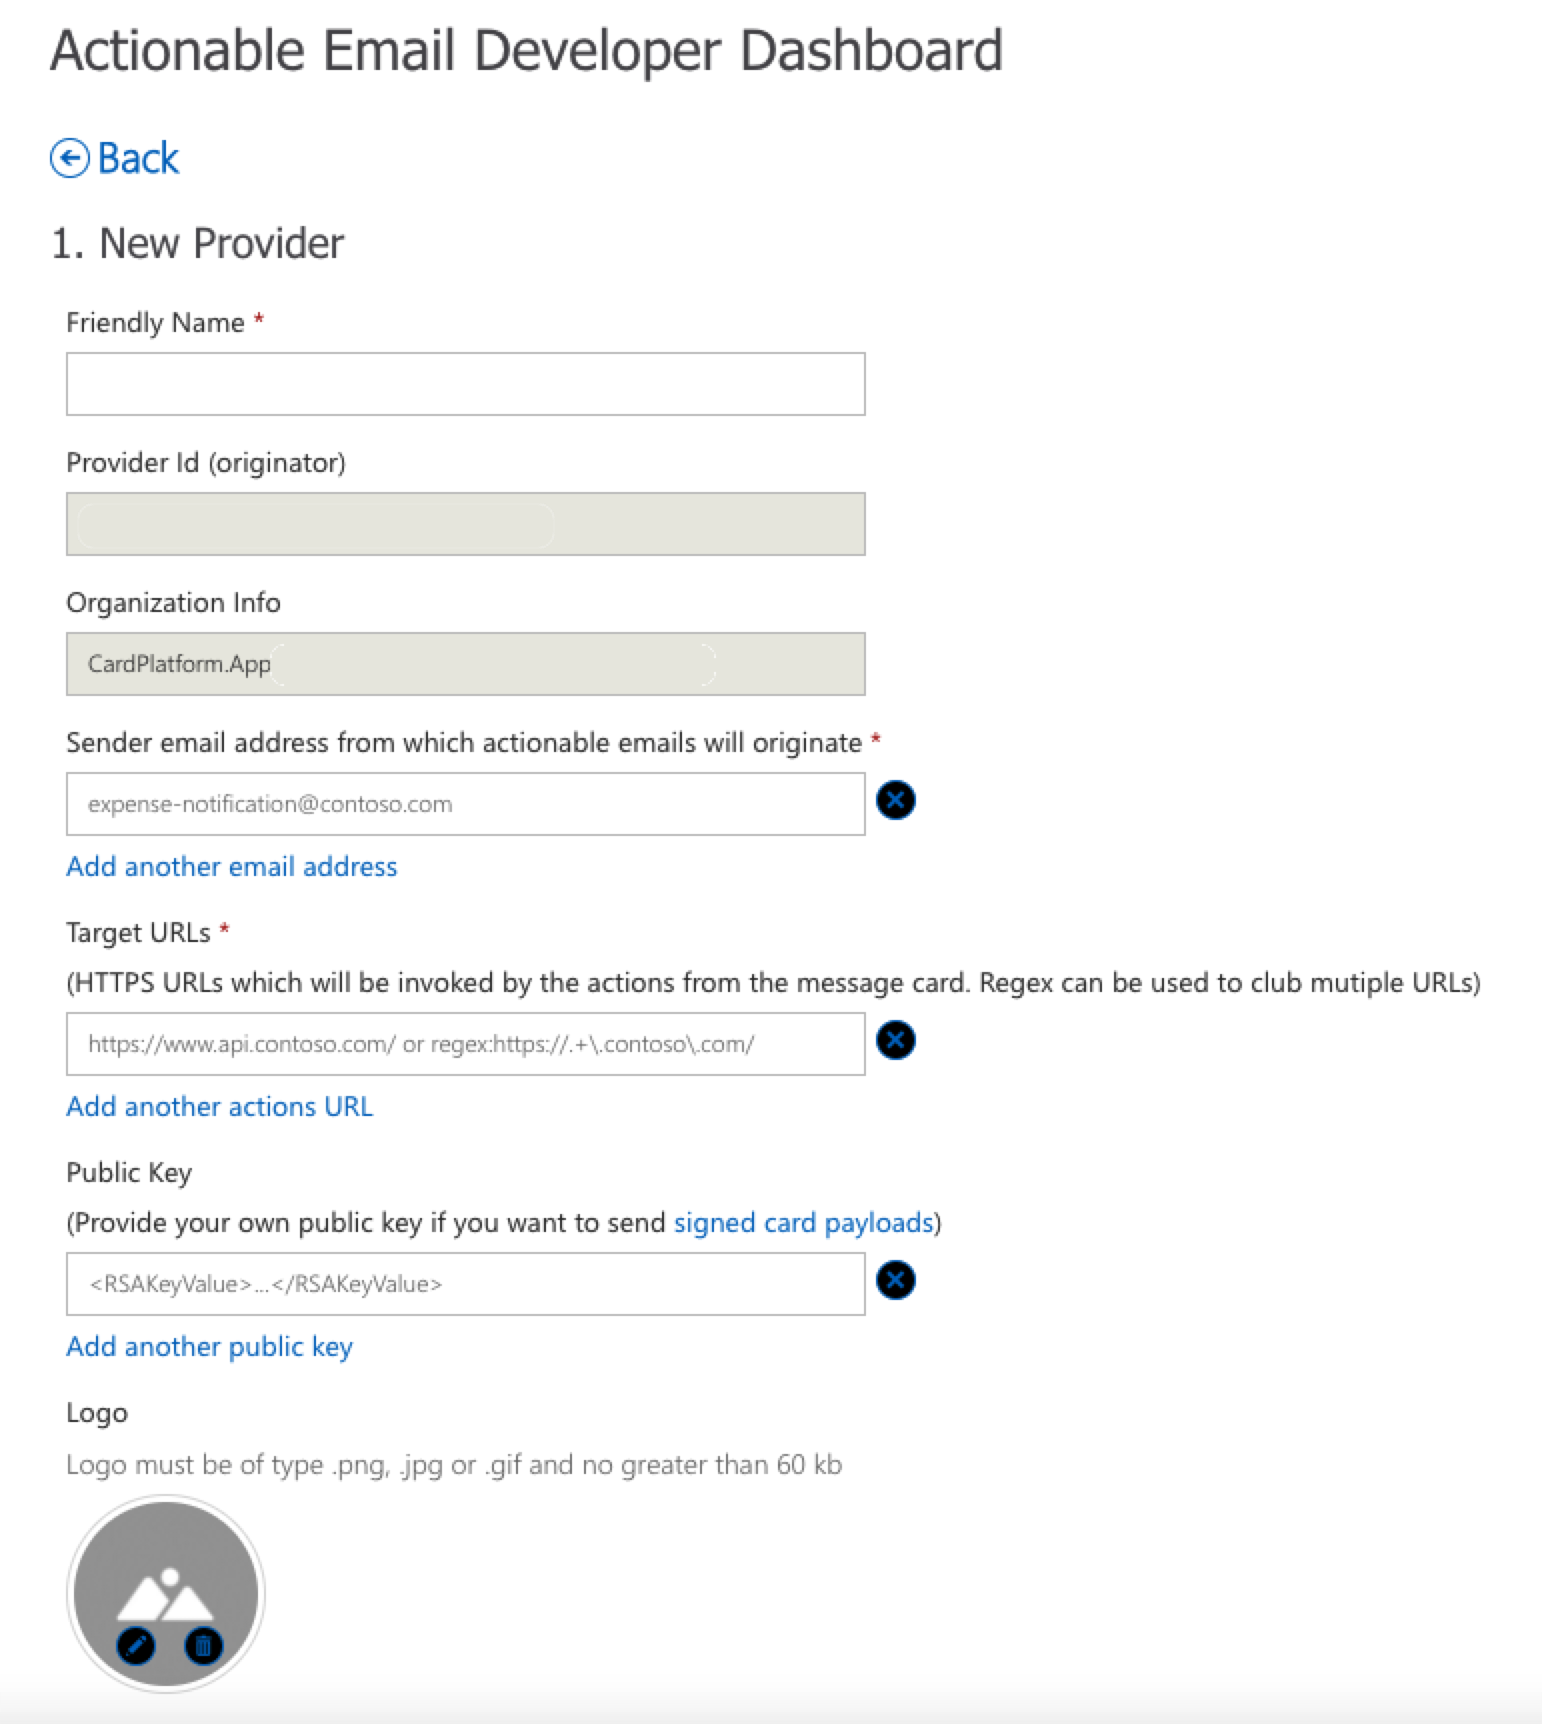 Actionable Email Developer Dashboard
Back
1. New Provider
Friendly Name *
Provider Id (originator)
Organization Info
CardPlatform.App
Sender email address from which actionable emails will originate *
expense-notification@contoso.com
Add another email address
Target URLs *
(HTTPS URLs which will be invoked by the actions from the message card. Regex can be used to club mutiple URLs)
https://www.api.contoso.com/ or regex:https://.+\.contoso\.com/
Add another actions URL
Public Key
(Provide your own public key if you want to send signed card payloads)
<RSAKeyValue>...</RSAKeyValue>
Add another public key
Logo
Logo must be of type .png, .jpg or .gif and no greater than 60 kb